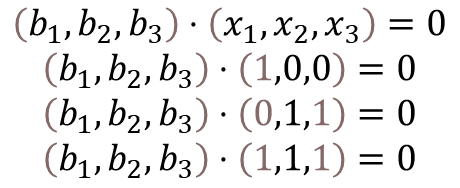 (b₁, b₂, b₃) · (x₁, x₂, x₃) = 0
(b₁, b₂, b₃) · (1,0,0) = 0
(b₁, b₂, b₃) · (0,1,1) = 0
(b₁, b₂, b₃) · (1,1,1) = 0